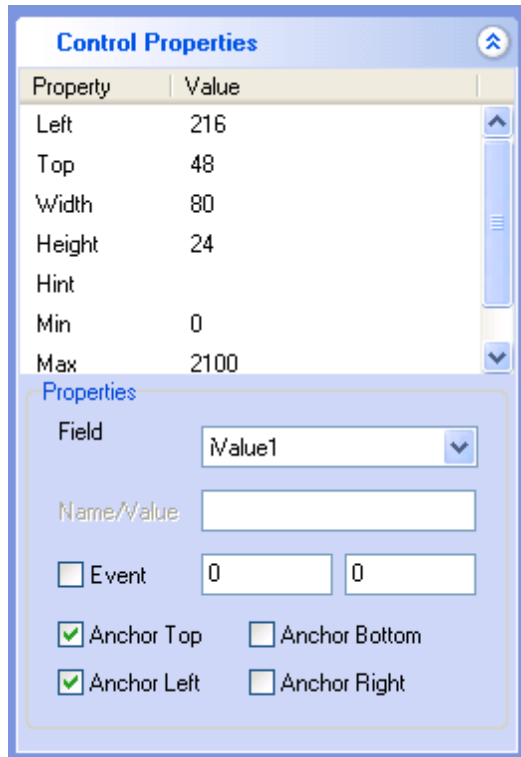 Control Properties
Property Value
Left 216
Top 48
Width 80
Height 24
Hint
Min 0
Max 2100
Properties
Field iValue1
Name/Value
Event 0 0
Anchor Top Anchor Bottom
Anchor Left Anchor Right